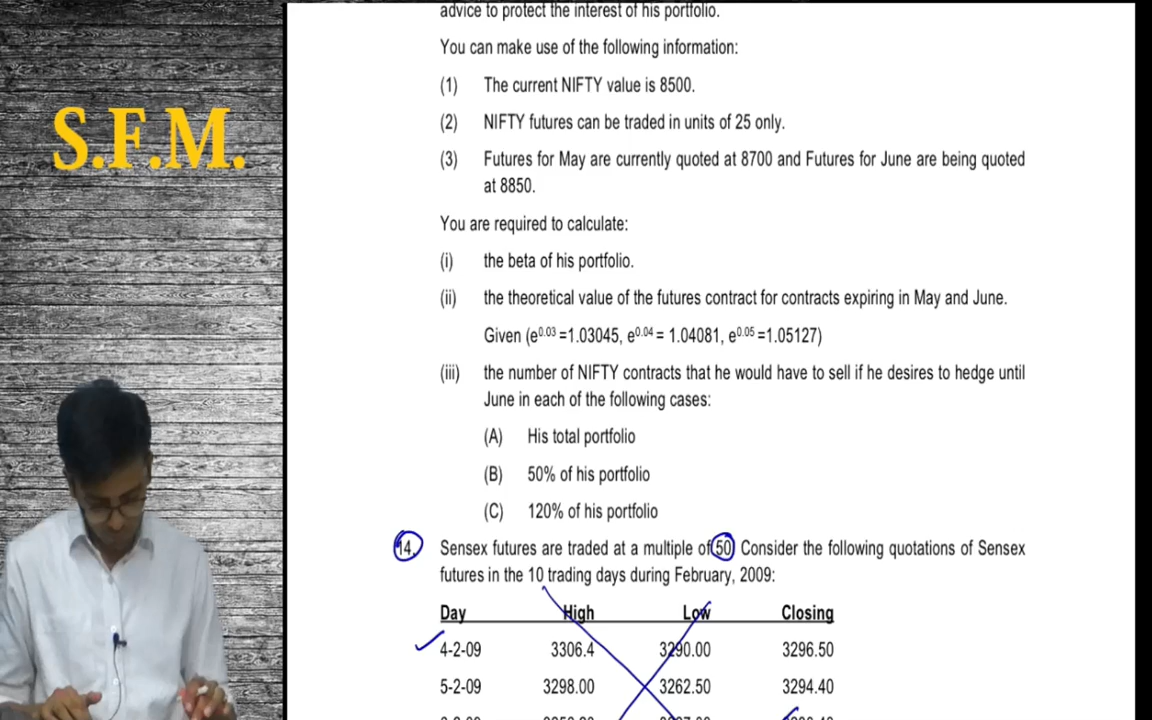 S.F.M.
advice to protect the interest of his portfolio.
You can make use of the following information:
(1) The current NIFTY value is 8500.
(2) NIFTY futures can be traded in units of 25 only.
(3) Futures for May are currently quoted at 8700 and Futures for June are being quoted
at 8850.
You are required to calculate:
(i) the beta of his portfolio.
(ii) the theoretical value of the futures contract for contracts expiring in May and June.
Given (e0.03 =1.03045, e0.04 = 1.04081, e0.05 =1.05127)
(iii) the number of NIFTY contracts that he would have to sell if he desires to hedge until
June in each of the following cases:
(A) His total portfolio
(B) 50% of his portfolio
(C) 120% of his portfolio
14. Sensex futures are traded at a multiple of 50. Consider the following quotations of Sensex
futures in the 10 trading days during February, 2009:
Day High Low Closing
4-2-09 3306.4 3290.00 3296.50
5-2-09 3298.00 3262.50 3294.40